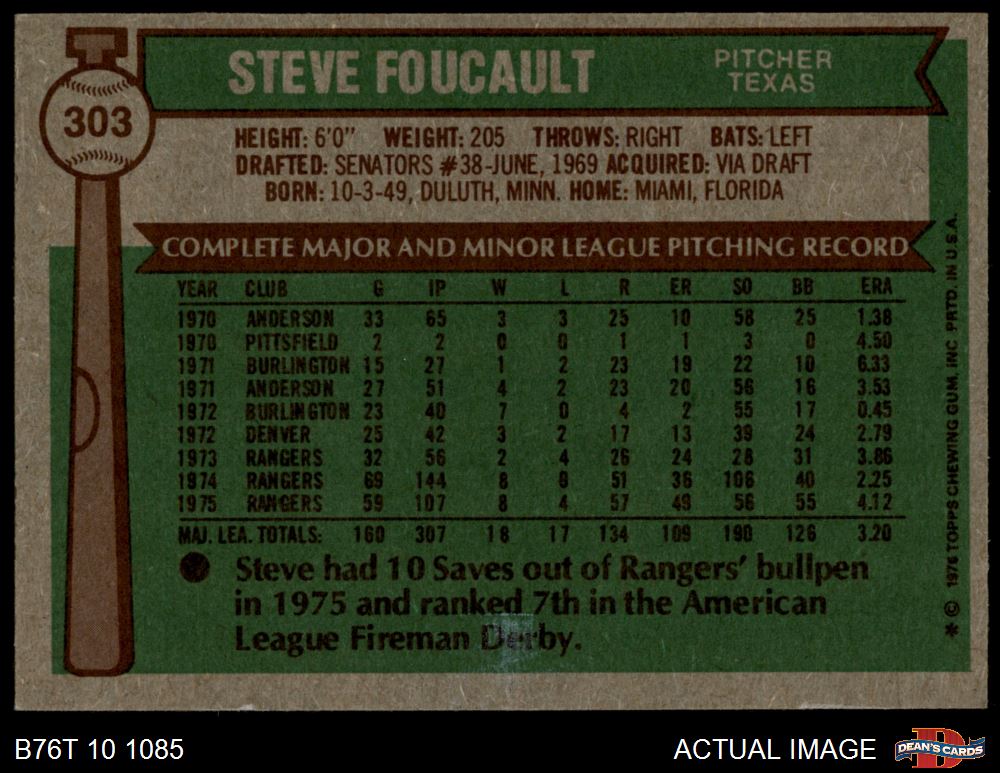 STEVE FOUCAULT
PITCHER
TEXAS
303
HEIGHT: 6'0" WEIGHT: 205 THROWS: RIGHT BATS: LEFT
DRAFTED: SENATORS #38-JUNE, 1969 ACQUIRED: VIA DRAFT
BORN: 10-3-49, DULUTH, MINN. HOME: MIAMI, FLORIDA
COMPLETE MAJOR AND MINOR LEAGUE PITCHING RECORD
YEAR CLUB G IP W L R ER SO BB ERA
1970 ANDERSON 33 65 3 3 25 10 58 25 1.38
1970 PITTSFIELD 2 2 0 0 1 1 3 0 4.50
1971 BURLINGTON 15 27 1 2 23 19 22 10 6.33
1971 ANDERSON 27 51 4 2 23 20 56 16 3.53
1972 BURLINGTON 23 40 7 0 4 2 55 17 0.45
1972 DENVER 25 42 3 2 17 13 39 24 2.79
1973 RANGERS 32 56 2 4 26 24 28 31 3.86
1974 RANGERS 69 144 8 9 51 36 106 40 2.25
1975 RANGERS 59 107 8 4 57 49 56 55 4.12
MAJ. LEA. TOTALS: 160 307 18 17 134 109 190 126 3.20
Steve had 10 Saves out of Rangers' bullpen
in 1975 and ranked 7th in the American
League Fireman Derby.
* © 1976 TOPPS CHEWING GUM, INC. PRTD. IN U.S.A.
B76T 10 1085
ACTUAL IMAGE
D
DEAN'S CARDS